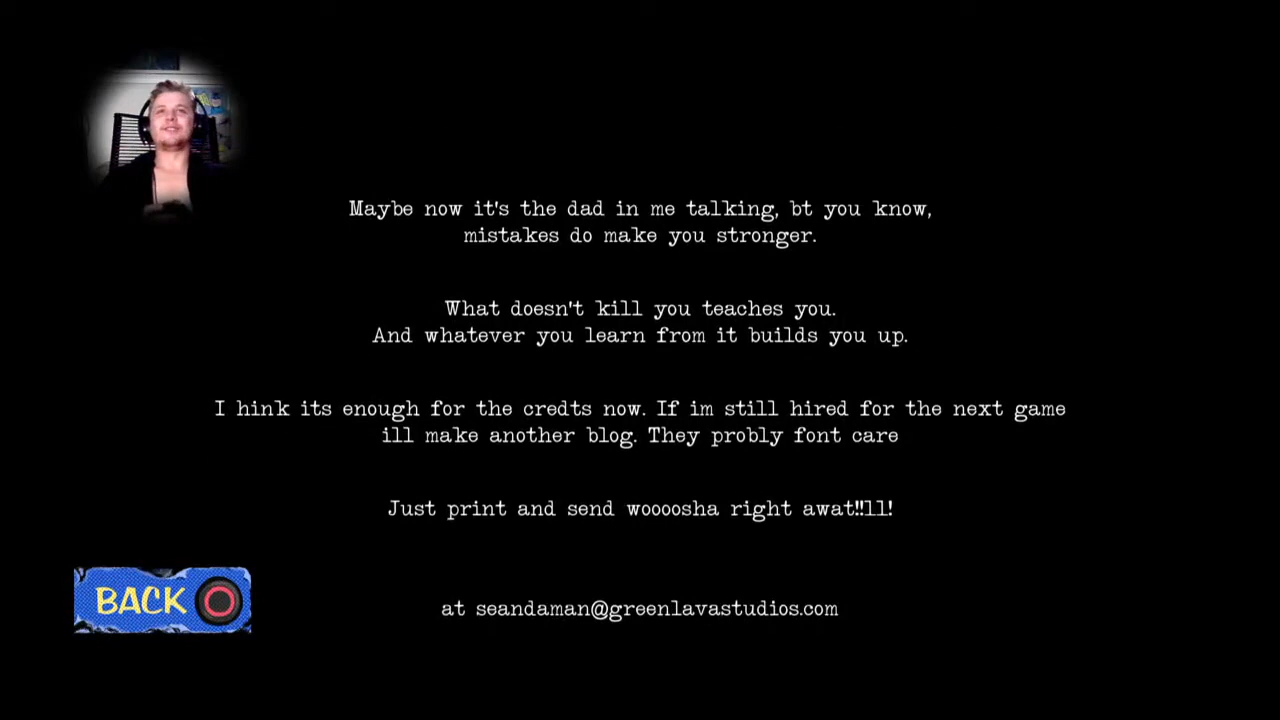 Maybe now it's the dad in me talking, bt you know,
mistakes do make you stronger.
What doesn't kill you teaches you.
And whatever you learn from it builds you up.
I hink its enough for the credts now. If im still hired for the next game
ill make another blog. They probly font care
Just print and send woooosha right awat!!ll!
BACK
at seandaman@greenlavastudios.com